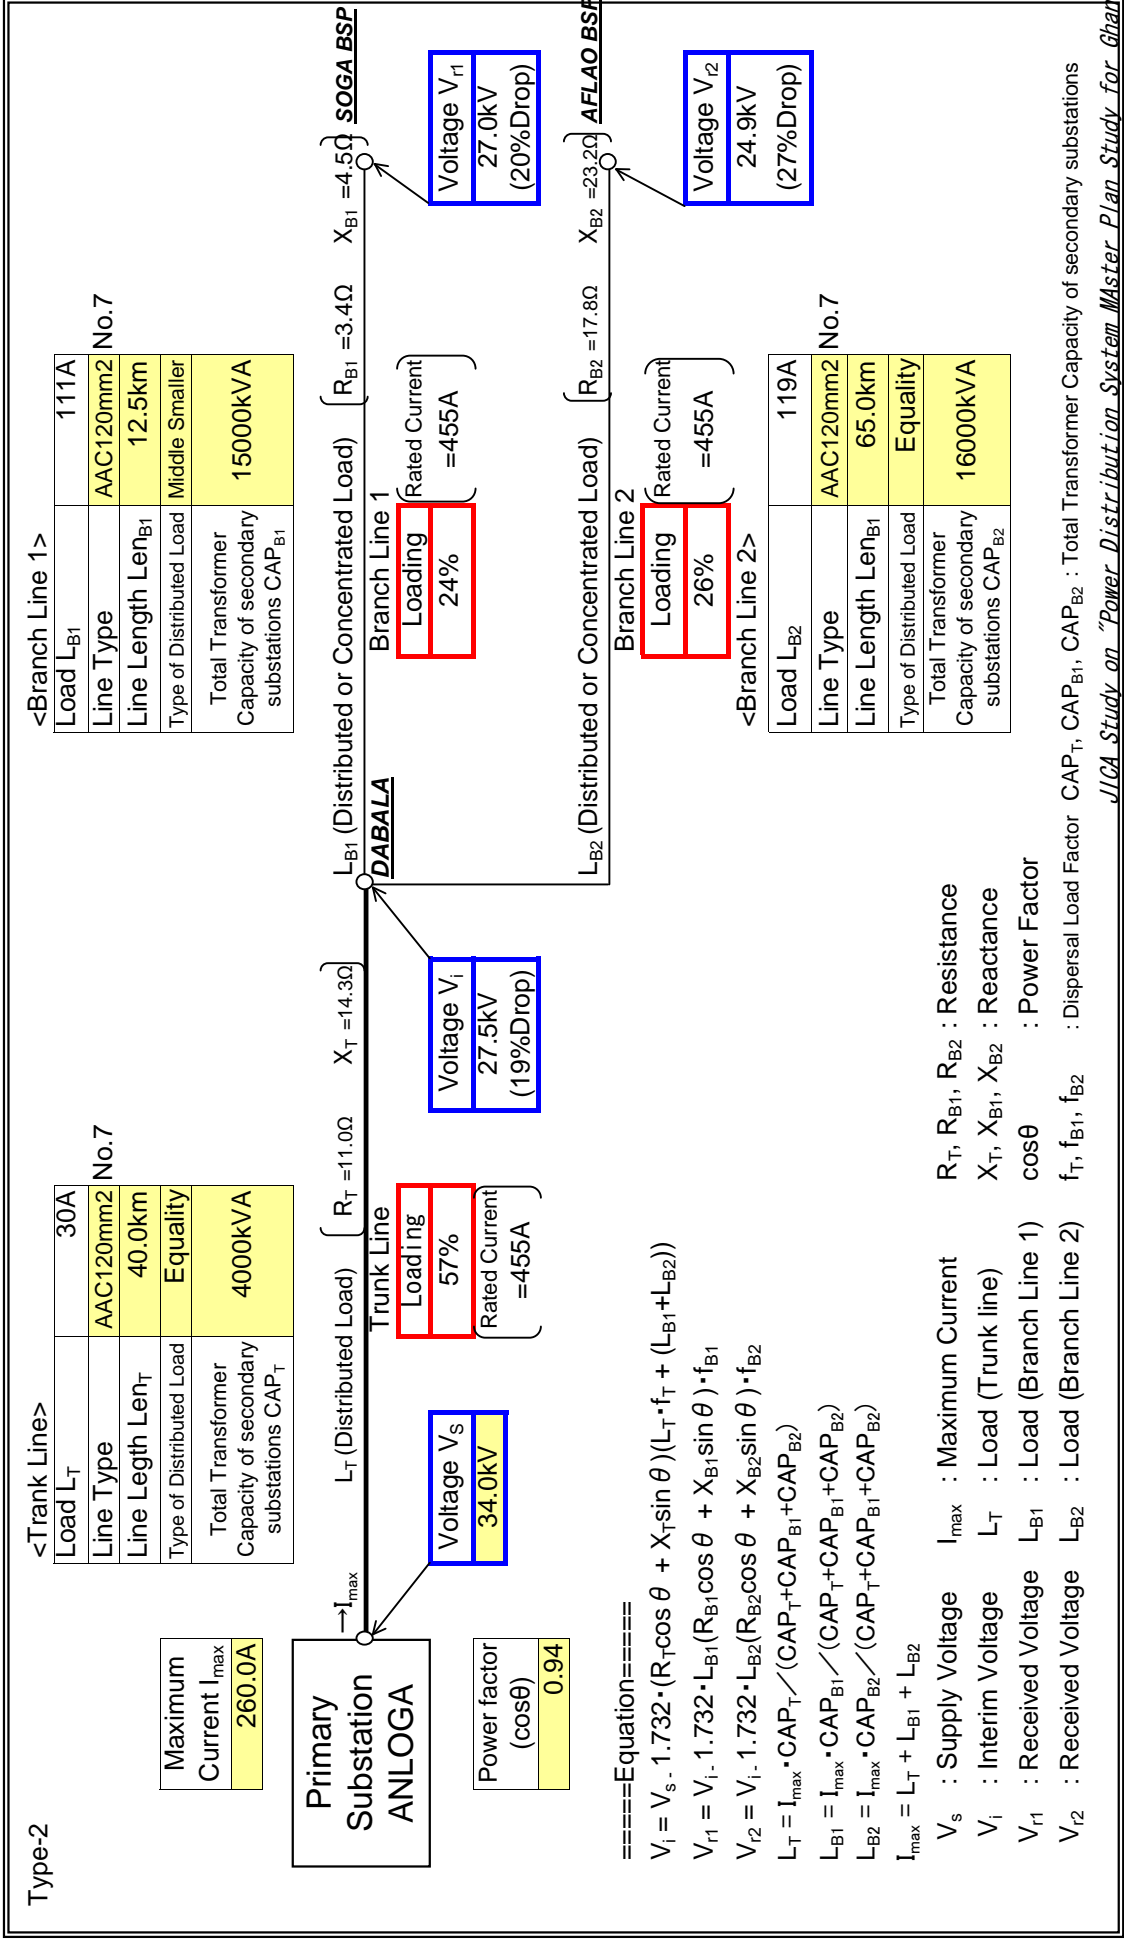 Type-2
<Trank Line>
Load LT 30A
Line Type AAC120mm2 No.7
Line Legth LenT 40.0km
Type of Distributed Load Equality
Total Transformer
Capacity of secondary
substations CAPT
4000kVA
<Branch Line 1>
Load LB1 111A
Line Type AAC120mm2 No.7
Line Length LenB1 12.5km
Type of Distributed Load Middle Smaller
Total Transformer
Capacity of secondary
substations CAPB1
15000kVA
Maximum
Current Imax
260.0A
Primary
Substation
ANLOGA
Power factor
(cosθ)
0.94
→Imax
LT (Distributed Load)
RT =11.0Ω XT =14.3Ω
Trunk Line
Loading
57%
Rated Current
=455A
Voltage VS
34.0kV
Voltage Vi
27.5kV
(19%Drop)
DABALA
LB1 (Distributed or Concentrated Load)
RB1 =3.4Ω XB1 =4.5Ω
SOGA BSP
Branch Line 1
Loading
24%
Rated Current
=455A
Voltage Vr1
27.0kV
(20%Drop)
LB2 (Distributed or Concentrated Load)
RB2 =17.8Ω XB2 =23.2Ω
AFLAO BSP
Branch Line 2
Loading
26%
Rated Current
=455A
Voltage Vr2
24.9kV
(27%Drop)
<Branch Line 2>
Load LB2 119A
Line Type AAC120mm2 No.7
Line Length LenB1 65.0km
Type of Distributed Load Equality
Total Transformer
Capacity of secondary
substations CAPB2
16000kVA
=====Equation=====
Vi = Vs - 1.732・(RTcosθ + XTsinθ)(LT・fT + (LB1+LB2))
Vr1 = Vi - 1.732・LB1(RB1cosθ + XB1sinθ)・fB1
Vr2 = Vi - 1.732・LB2(RB2cosθ + XB2sinθ)・fB2
LT = Imax・CAPT／(CAPT+CAPB1+CAPB2)
LB1 = Imax・CAPB1／(CAPT+CAPB1+CAPB2)
LB2 = Imax・CAPB2／(CAPT+CAPB1+CAPB2)
Imax = LT + LB1 + LB2
Vs : Supply Voltage Imax : Maximum Current RT, RB1, RB2 : Resistance
Vi : Interim Voltage LT : Load (Trunk line) XT, XB1, XB2 : Reactance
Vr1 : Received Voltage LB1 : Load (Branch Line 1) cosθ : Power Factor
Vr2 : Received Voltage LB2 : Load (Branch Line 2) fT, fB1, fB2 : Dispersal Load Factor CAPT, CAPB1, CAPB2 : Total Transformer Capacity of secondary substations
JICA Study on "Power Distribution System MAster Plan Study for Ghan